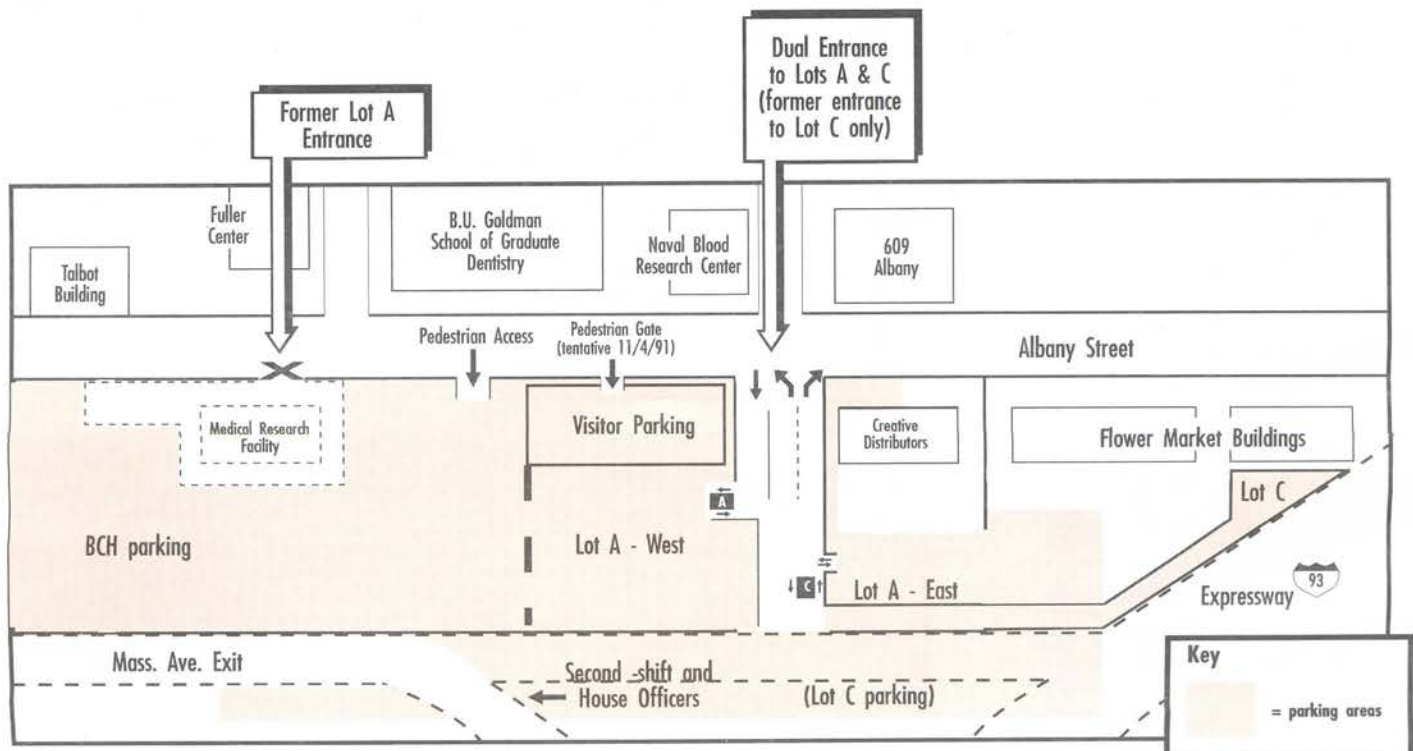 Dual Entrance
to Lots A & C
(former entrance
to Lot C only)
Former Lot A
Entrance
Fuller
Center
B.U. Goldman
School of Graduate
Dentistry
Naval Blood
Research Center
609
Albany
Talbot
Building
Pedestrian Access
Pedestrian Gate
(tentative 11/4/91)
Albany Street
Medical Research
Facility
Visitor Parking
Creative
Distributors
Flower Market Buildings
A
Lot C
BCH parking
Lot A - West
C
Lot A - East
Expressway
93
Mass. Ave. Exit
Second -shift and
House Officers
(Lot C parking)
Key
= parking areas